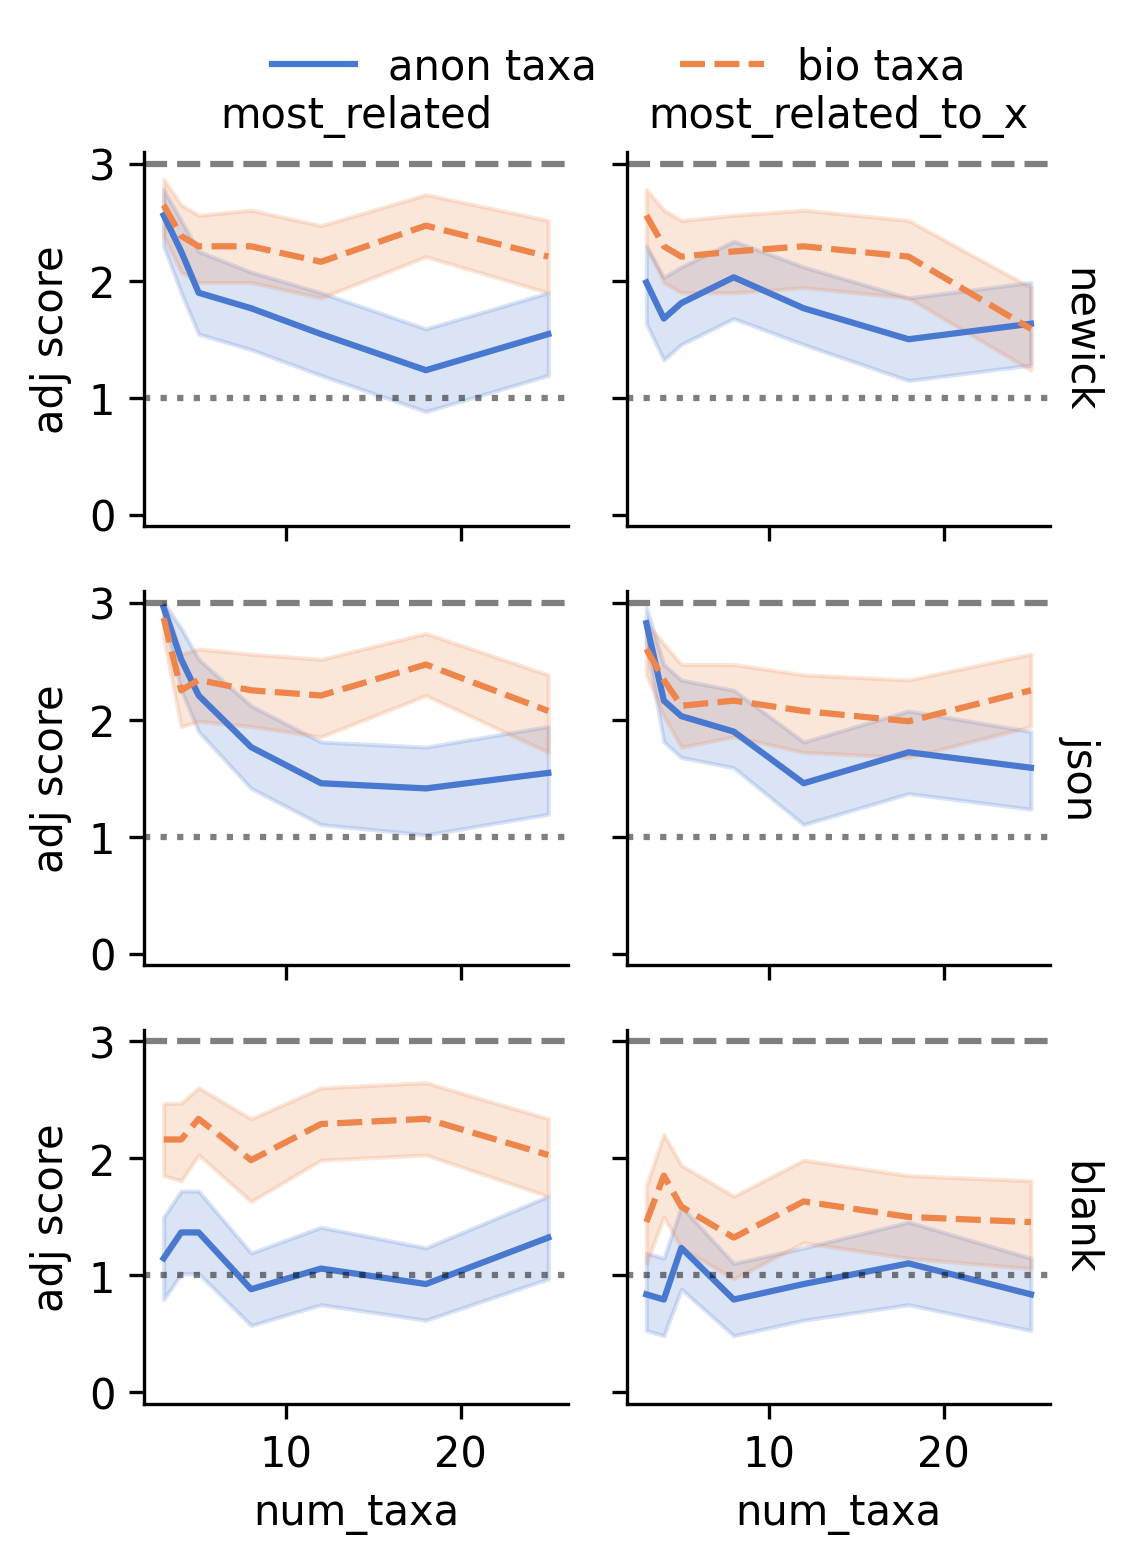 anon taxa bio taxa
most_related most_related_to_x
3
2
1
0
adj score
newick
3
2
1
0
adj score
json
3
2
1
0
adj score
blank
10 20 10 20
num_taxa num_taxa